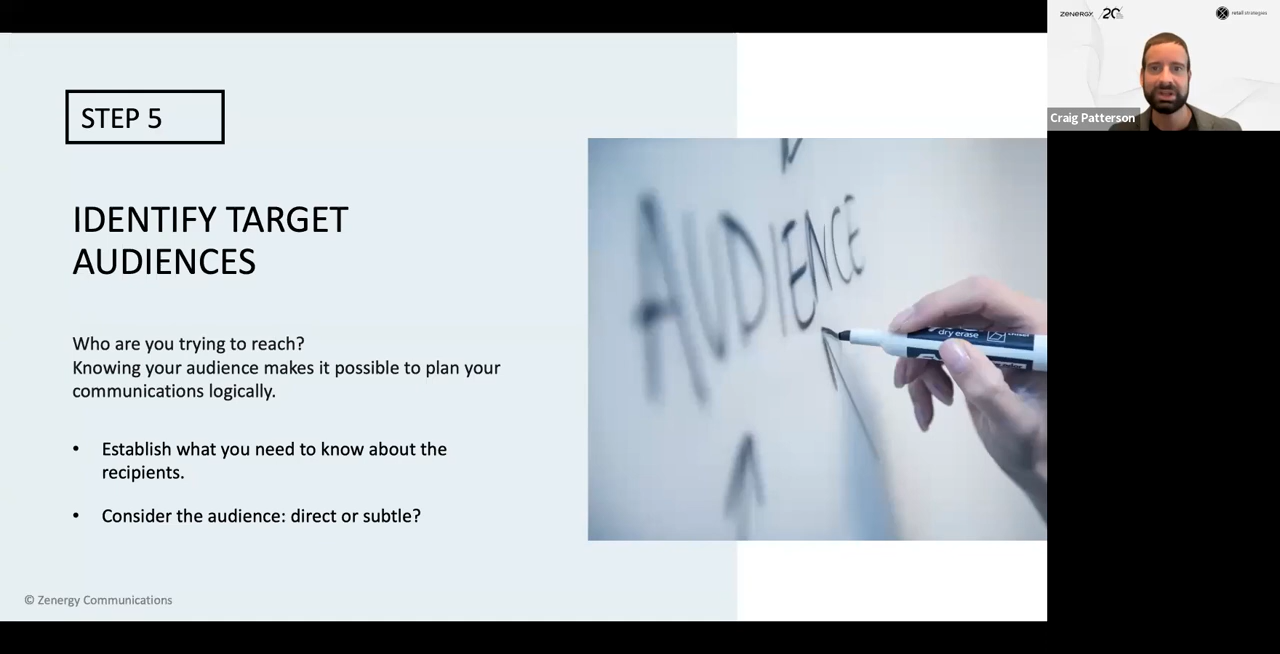 ZENERGY 20
retail strategies
Craig Patterson
STEP 5
IDENTIFY TARGET
AUDIENCES
Who are you trying to reach?
Knowing your audience makes it possible to plan your
communications logically.
• Establish what you need to know about the
recipients.
• Consider the audience: direct or subtle?
© Zenergy Communications
AUDIENCE
dry erase